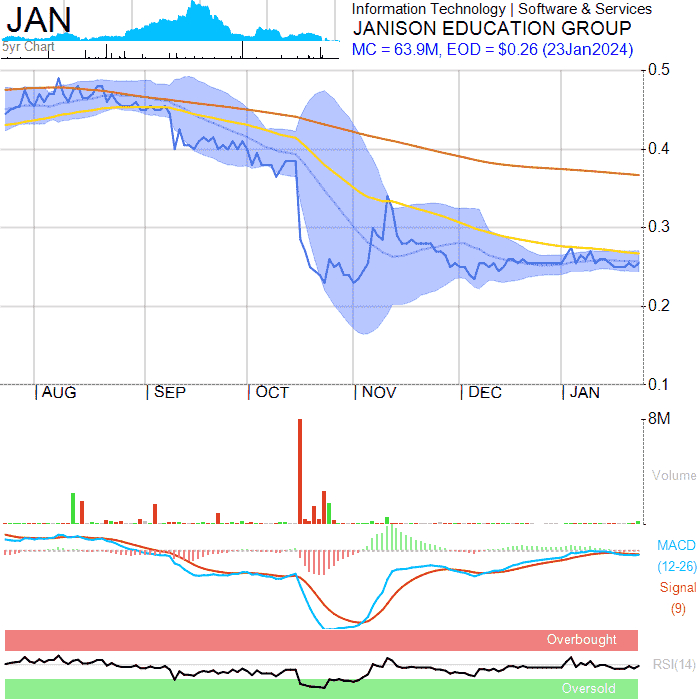 JAN
5yr Chart
Information Technology | Software & Services
JANISON EDUCATION GROUP
MC = 63.9M, EOD = $0.26 (23Jan2024)
0.5
0.4
0.3
0.2
0.1
AUG
SEP
OCT
NOV
DEC
JAN
8M
Volume
MACD
(12-26)
Signal
(9)
Overbought
RSI(14)
Oversold